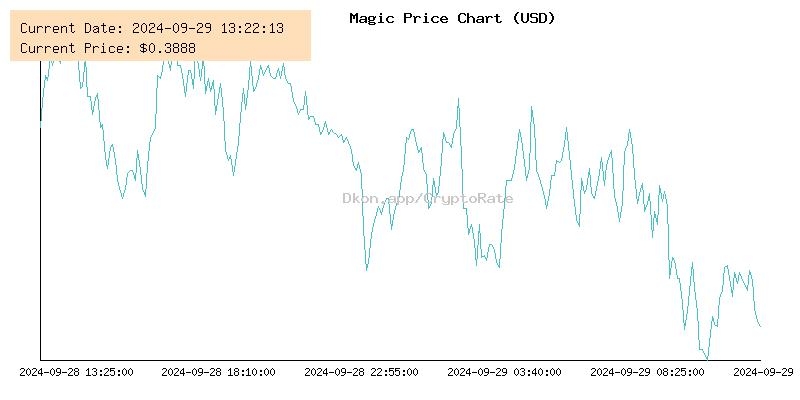 Magic Price Chart (USD)
Current Date: 2024-09-29 13:22:13
Current Price: $0.3888
Dkon.app/CryptoRate
2024-09-28 13:25:00 2024-09-28 18:10:00 2024-09-28 22:55:00 2024-09-29 03:40:00 2024-09-29 08:25:00 2024-09-29